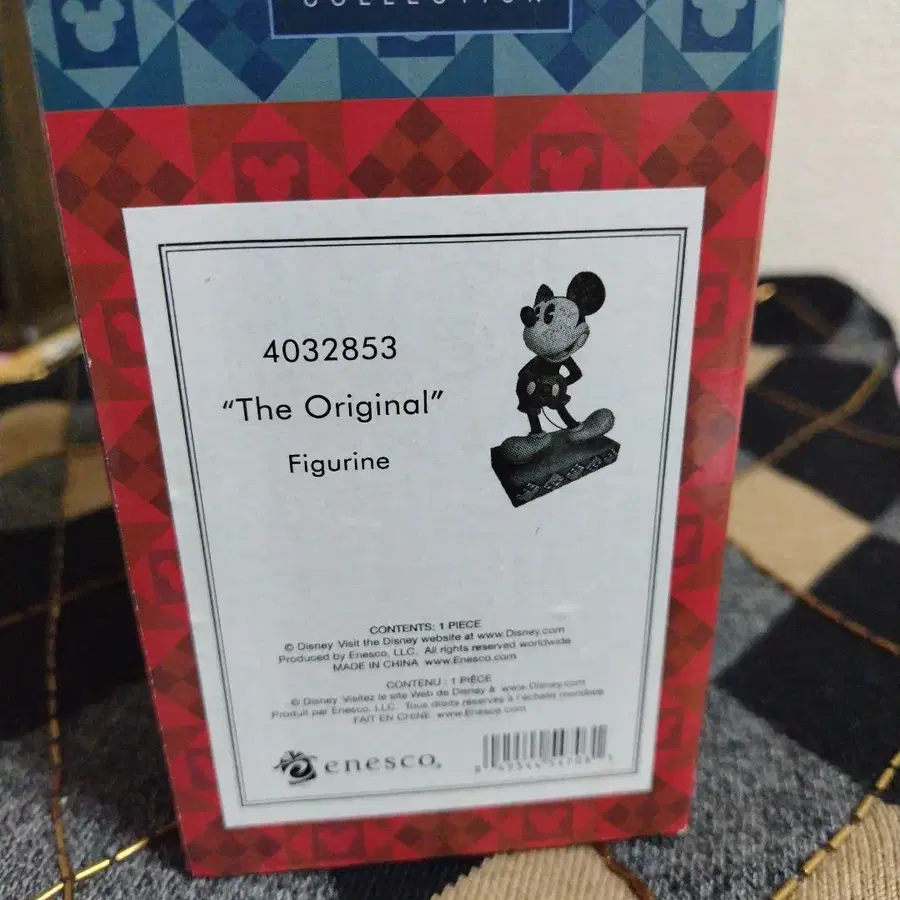 COLLECTION
4032853
“The Original”
Figurine
CONTENTS: 1 PIECE
© Disney Visit the Disney website at www.Disney.com
Produced by Enesco, LLC. All rights reserved worldwide
MADE IN CHINA www.Enesco.com
CONTENU : 1 PIÈCE
© Disney Visitez le site Web de Disney à www.Disney.com
Produit par Enesco, LLC. Tous droits réservés à l'échelle mondiale
FAIT EN CHINE www.Enesco.com
enesco.